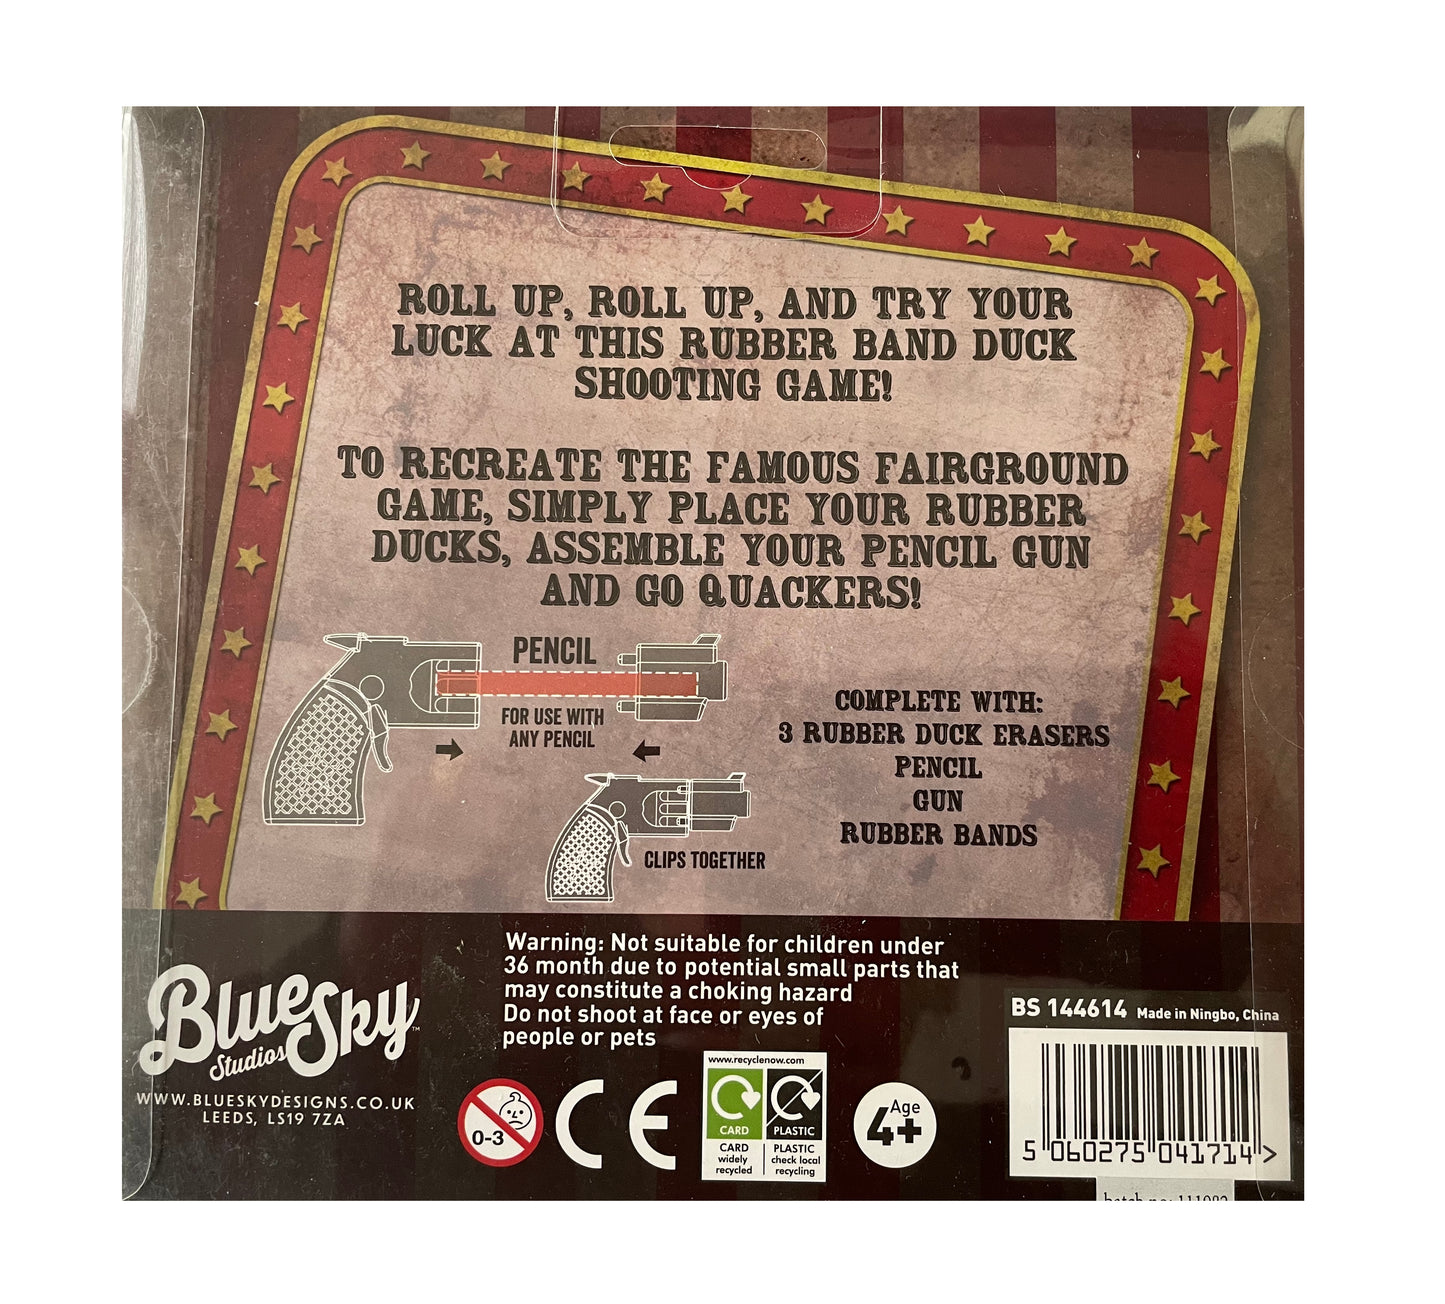 ROLL UP, ROLL UP, AND TRY YOUR
LUCK AT THIS RUBBER BAND DUCK
SHOOTING GAME!
TO RECREATE THE FAMOUS FAIRGROUND
GAME, SIMPLY PLACE YOUR RUBBER
DUCKS, ASSEMBLE YOUR PENCIL GUN
AND GO QUACKERS!
PENCIL
FOR USE WITH
ANY PENCIL
CLIPS TOGETHER
COMPLETE WITH:
3 RUBBER DUCK ERASERS
PENCIL
GUN
RUBBER BANDS
BlueSky
Studios
™
WWW.BLUESKYDESIGNS.CO.UK
LEEDS, LS19 7ZA
Warning: Not suitable for children under
36 month due to potential small parts that
may constitute a choking hazard
Do not shoot at face or eyes of
people or pets
0-3
CE
www.recyclenow.com
CARD
PLASTIC
CARD
widely
recycled
PLASTIC
check local
recycling
Age
4+
BS 144614 Made in Ningbo, China
5 060275 041714 >
batch no: 111082